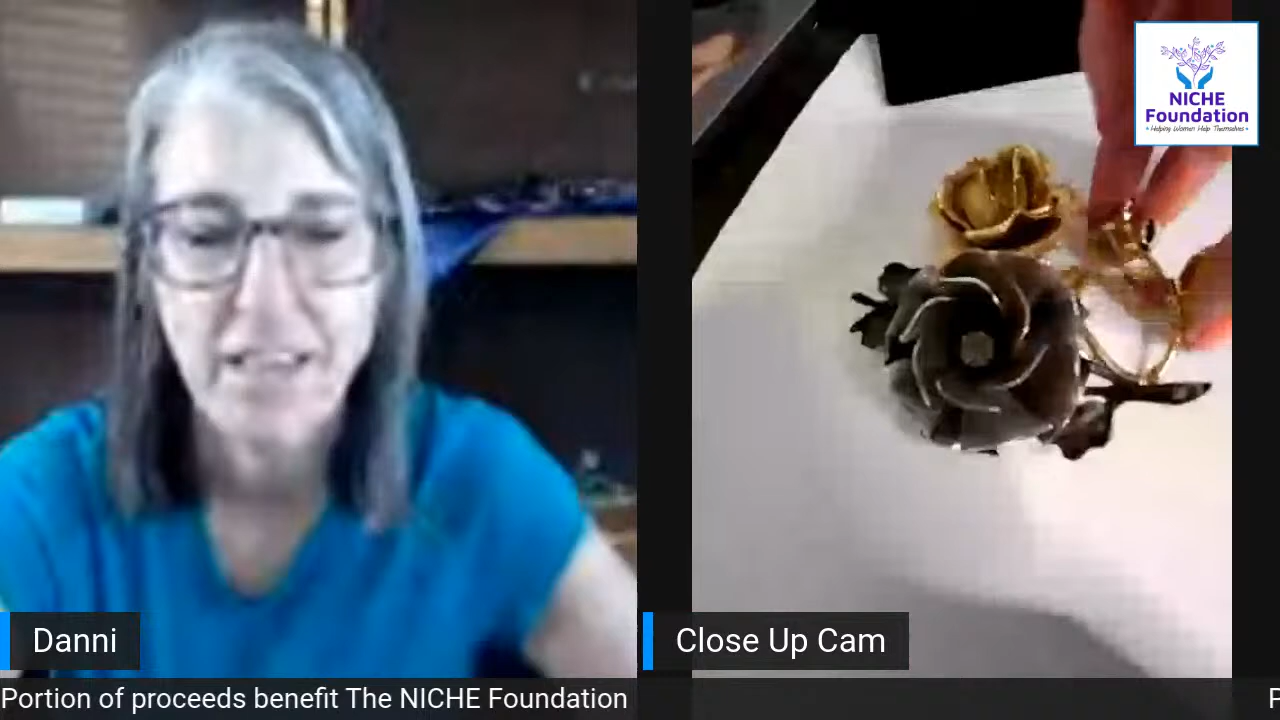 NICHE
Foundation
• Helping Women Help Themselves •
Danni
Close Up Cam
Portion of proceeds benefit The NICHE Foundation
P